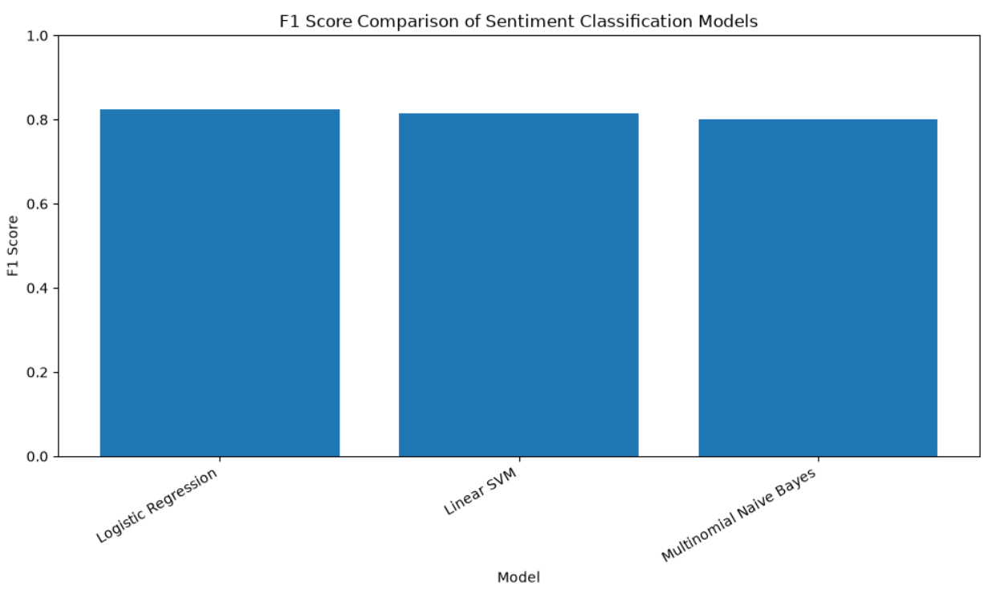 F1 Score Comparison of Sentiment Classification Models
1.0
0.8
0.6
0.4
0.2
0.0
F1 Score
Logistic Regression
Linear SVM
Multinomial Naive Bayes
Model